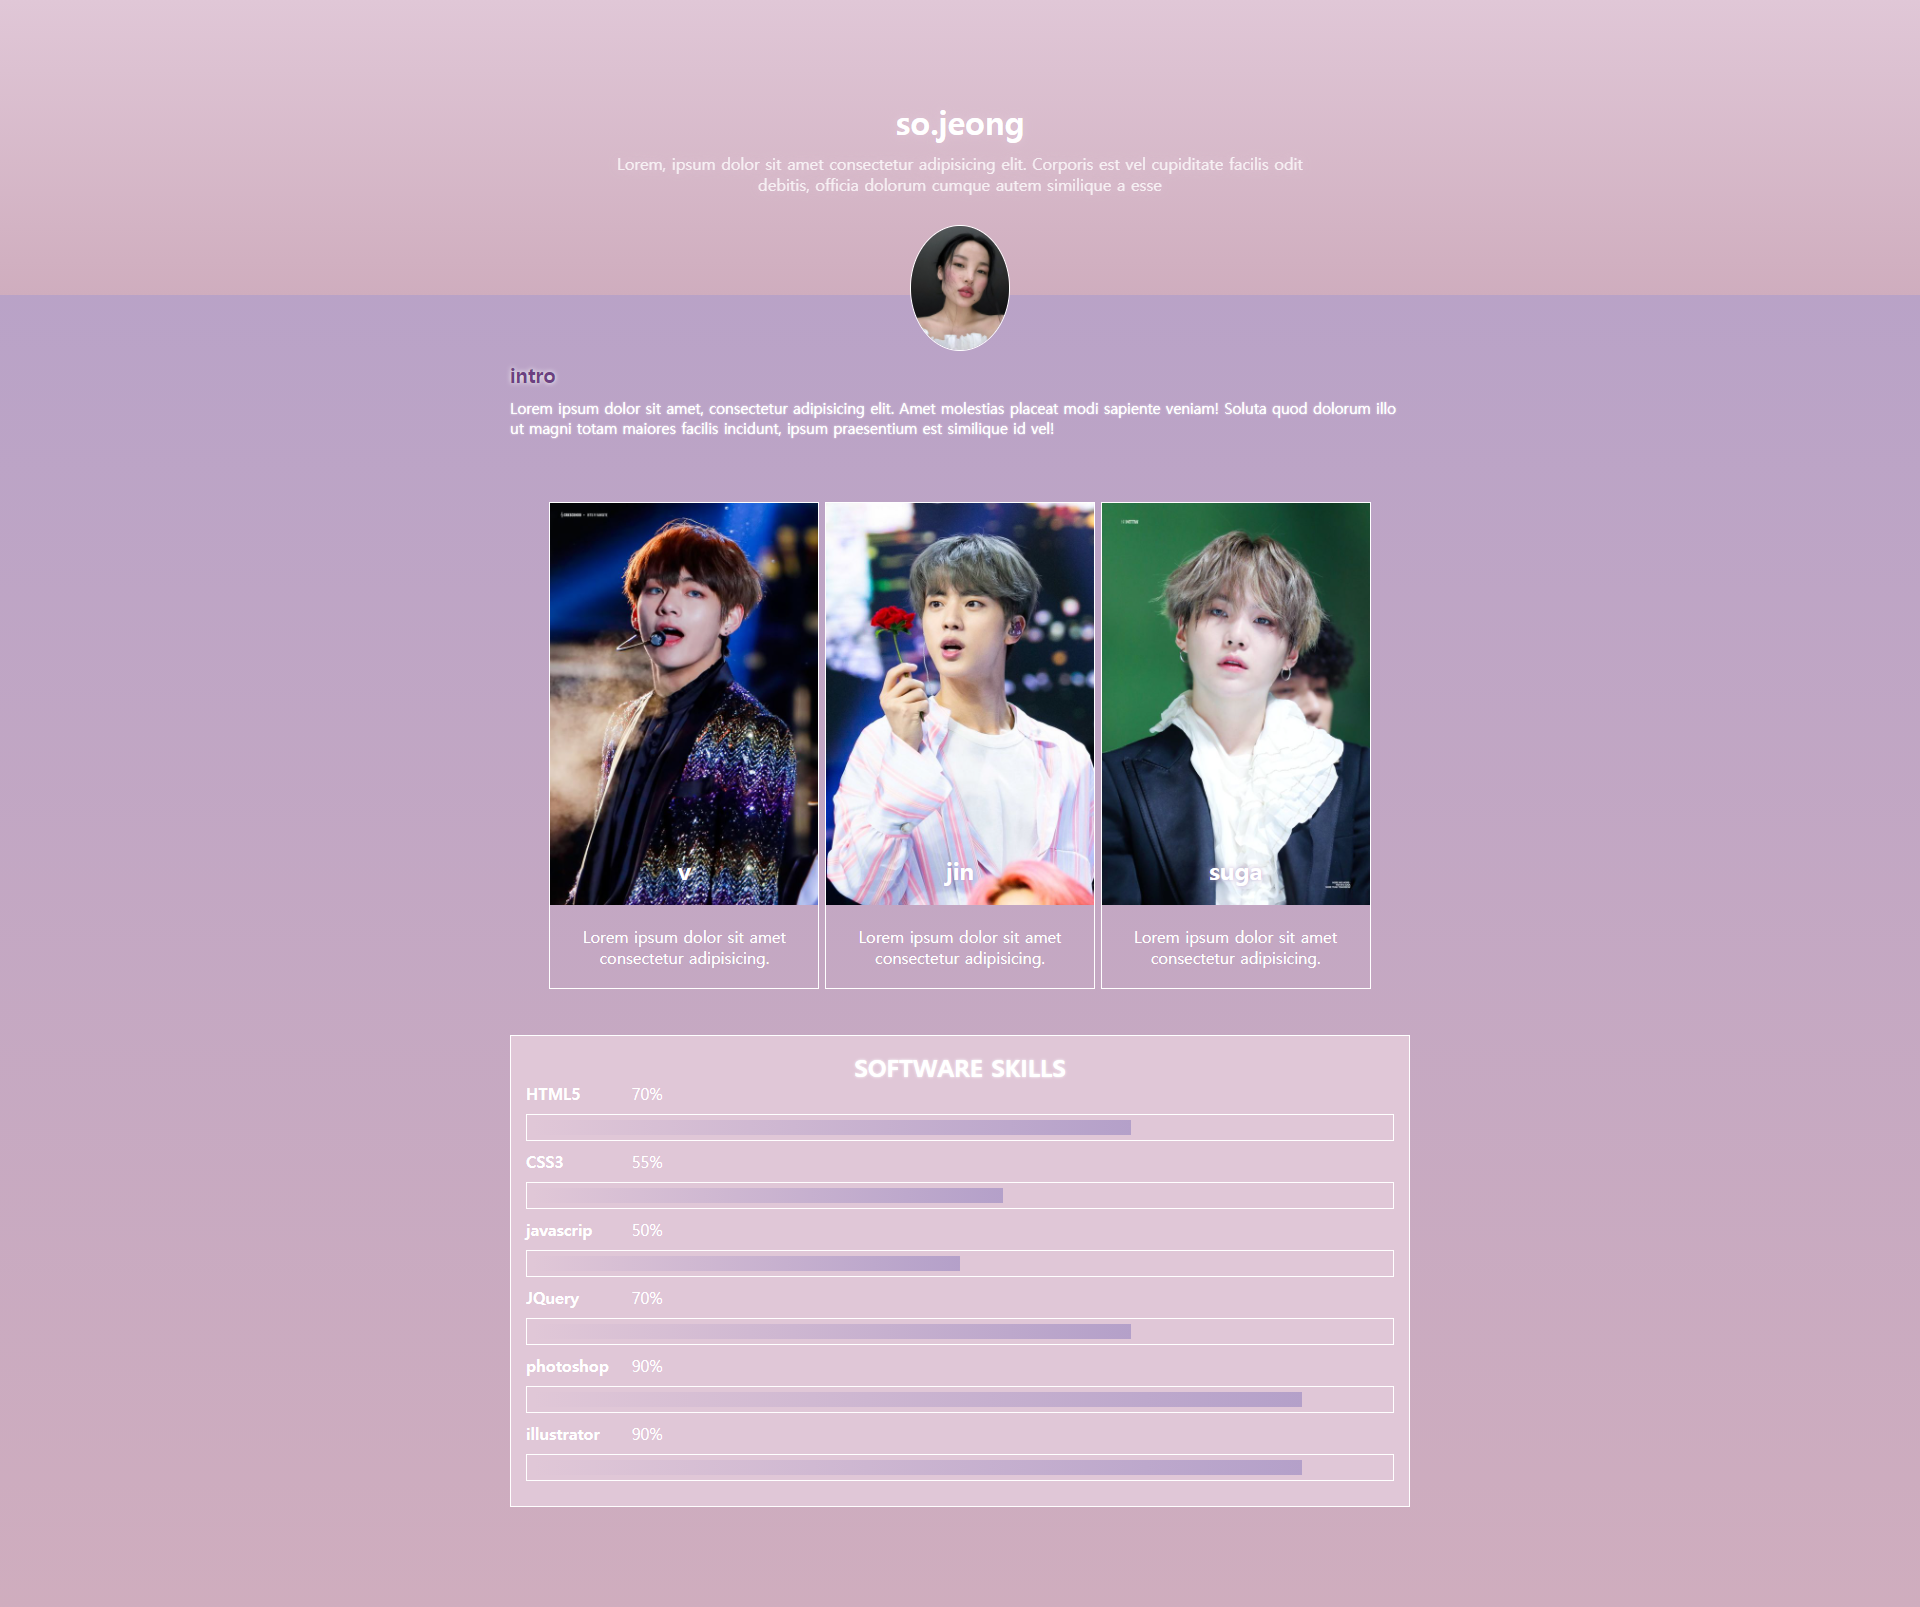 so.jeong
Lorem, ipsum dolor sit amet consectetur adipisicing elit. Corporis est vel cupiditate facilis odit
debitis, officia dolorum cumque autem similique a esse
intro
Lorem ipsum dolor sit amet, consectetur adipisicing elit. Amet molestias placeat modi sapiente veniam! Soluta quod dolorum illo
ut magni totam maiores facilis incidunt, ipsum praesentium est similique id vel!
v
Lorem ipsum dolor sit amet
consectetur adipisicing.
jin
Lorem ipsum dolor sit amet
consectetur adipisicing.
suga
Lorem ipsum dolor sit amet
consectetur adipisicing.
SOFTWARE SKILLS
HTML5 70%
CSS3 55%
javascrip 50%
JQuery 70%
photoshop 90%
illustrator 90%